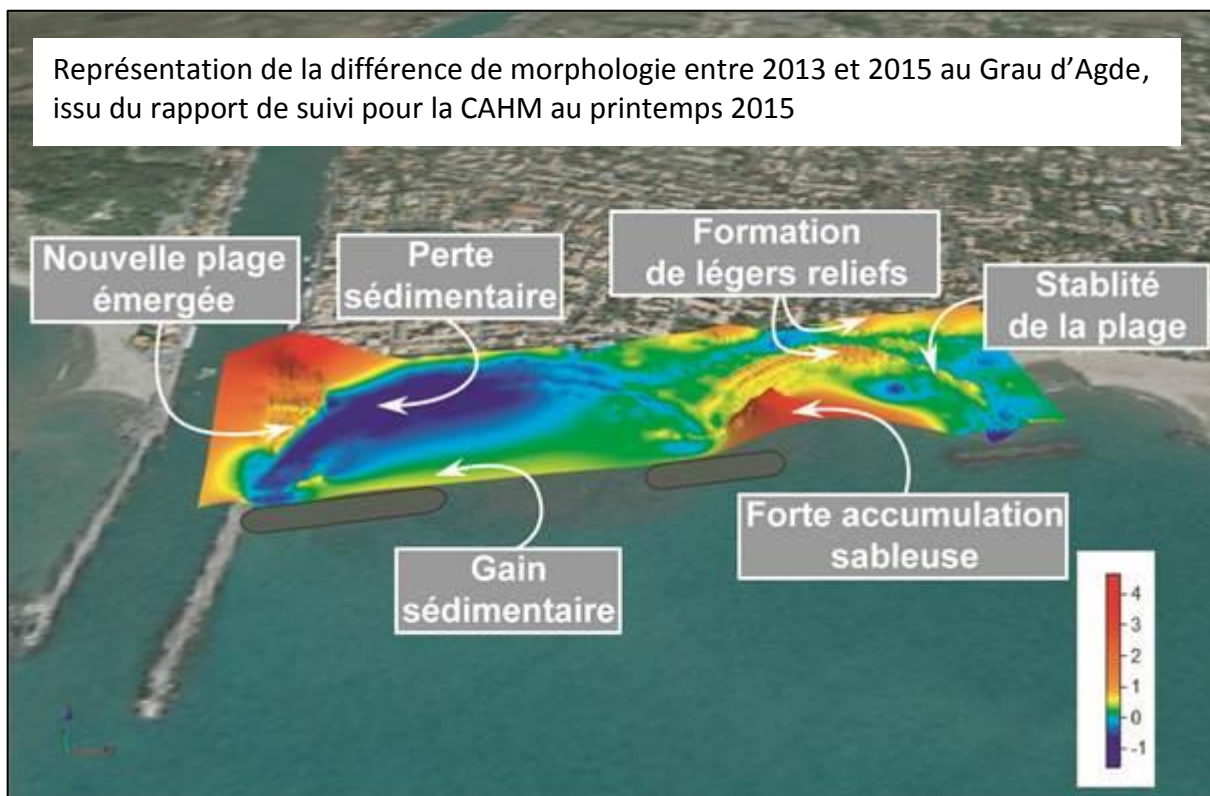 Représentation de la différence de morphologie entre 2013 et 2015 au Grau d'Agde,
issu du rapport de suivi pour la CAHM au printemps 2015
Nouvelle plage
émergée
Perte
sédimentaire
Formation
de légers reliefs
Stablité
de la plage
Gain
sédimentaire
Forte accumulation
sableuse
4
3
2
1
0
-1